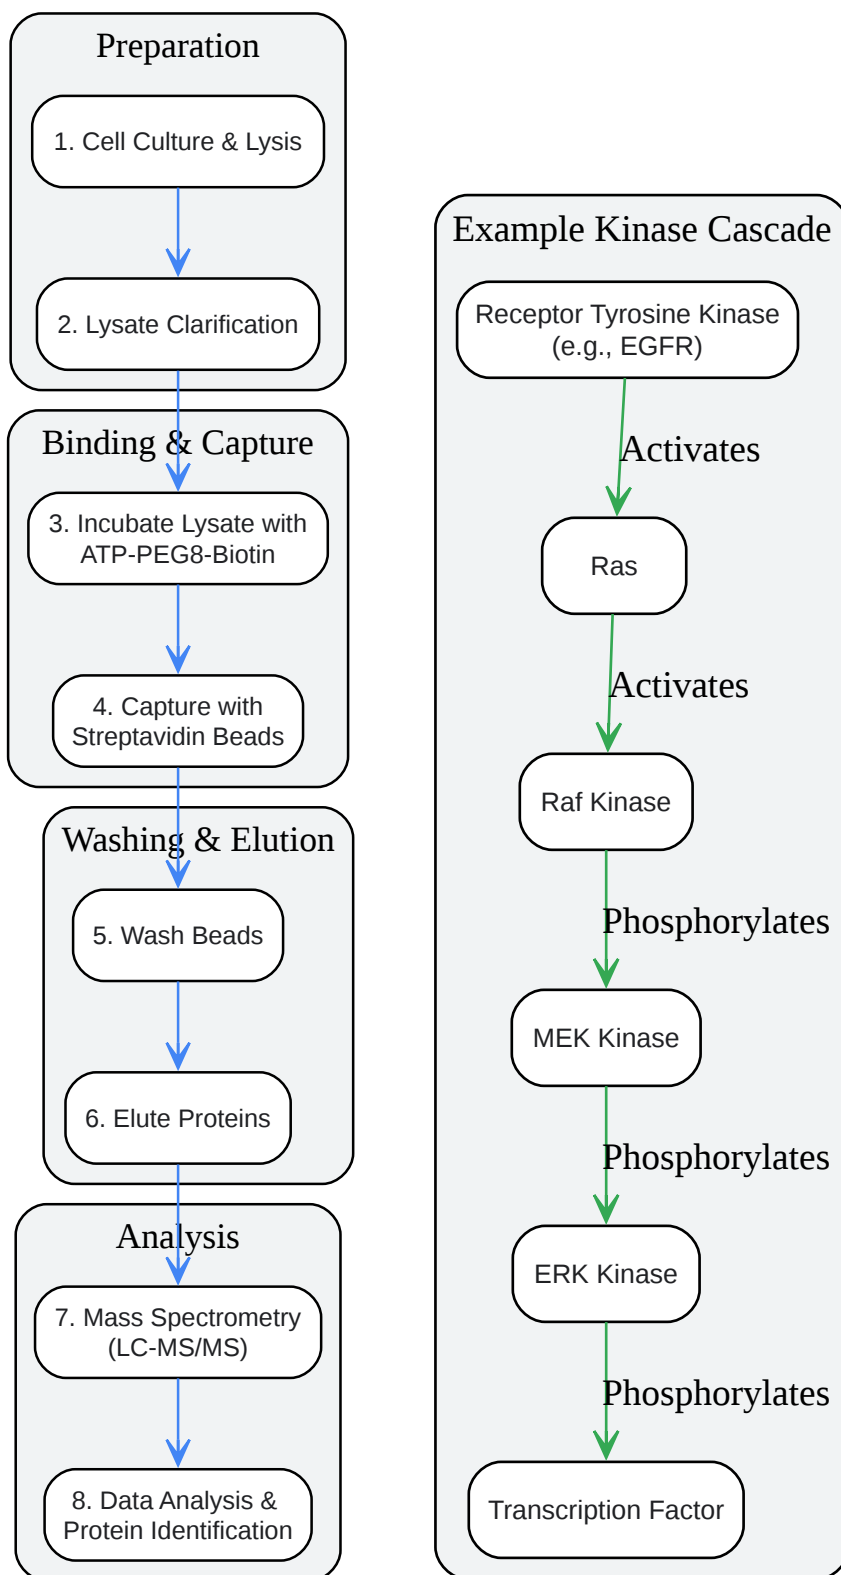 Preparation
1. Cell Culture & Lysis
2. Lysate Clarification
Binding & Capture
3. Incubate Lysate with
ATP-PEG8-Biotin
4. Capture with
Streptavidin Beads
Washing & Elution
5. Wash Beads
6. Elute Proteins
Analysis
7. Mass Spectrometry
(LC-MS/MS)
8. Data Analysis &
Protein Identification
Example Kinase Cascade
Receptor Tyrosine Kinase
(e.g., EGFR)
Activates
Ras
Activates
Raf Kinase
Phosphorylates
MEK Kinase
Phosphorylates
ERK Kinase
Phosphorylates
Transcription Factor